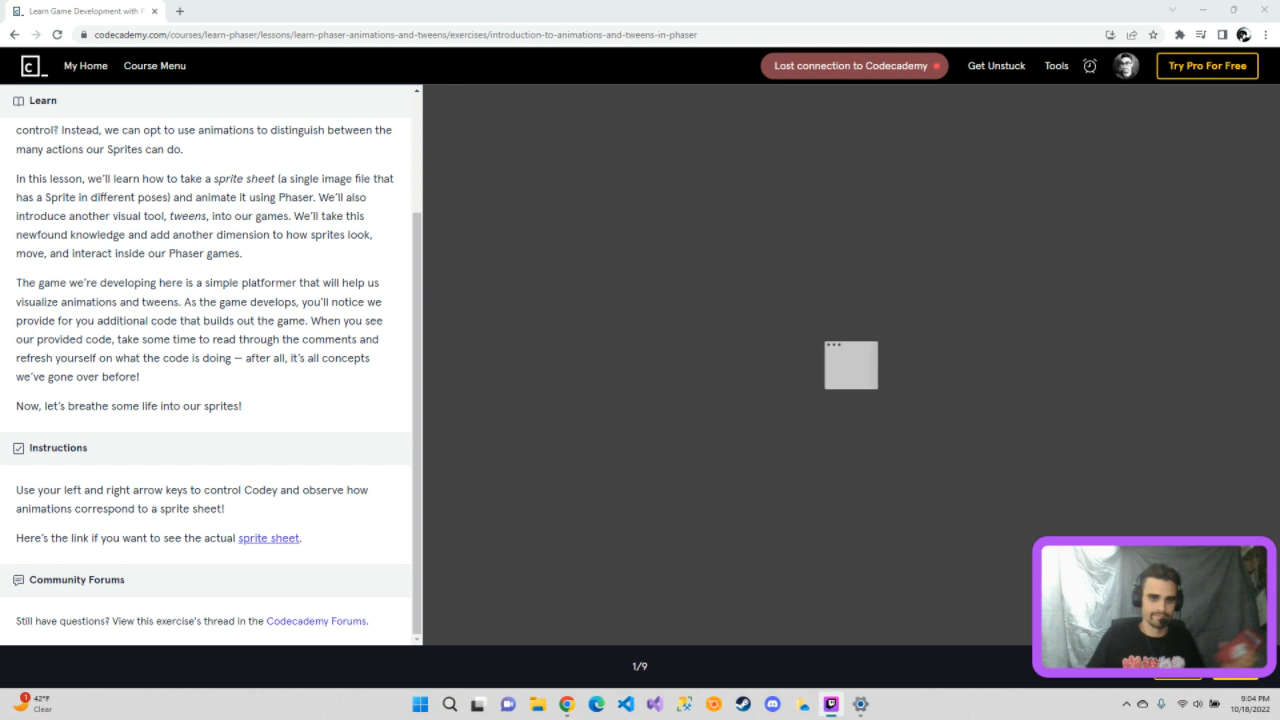 Learn Game Development with P
codecademy.com/courses/learn-phaser/lessons/learn-phaser-animations-and-tweens/exercises/introduction-to-animations-and-tweens-in-phaser
My Home Course Menu Lost connection to Codecademy Get Unstuck Tools Try Pro For Free
Learn
control? Instead, we can opt to use animations to distinguish between the
many actions our Sprites can do.
In this lesson, we'll learn how to take a sprite sheet (a single image file that
has a Sprite in different poses) and animate it using Phaser. We'll also
introduce another visual tool, tweens, into our games. We'll take this
newfound knowledge and add another dimension to how sprites look,
move, and interact inside our Phaser games.
The game we're developing here is a simple platformer that will help us
visualize animations and tweens. As the game develops, you'll notice we
provide for you additional code that builds out the game. When you see
our provided code, take some time to read through the comments and
refresh yourself on what the code is doing — after all, it's all concepts
we've gone over before!
Now, let's breathe some life into our sprites!
Instructions
Use your left and right arrow keys to control Codey and observe how
animations correspond to a sprite sheet!
Here's the link if you want to see the actual sprite sheet.
Community Forums
Still have questions? View this exercise's thread in the Codecademy Forums.
1/9
1
42°F
Clear
9:04 PM
10/18/2022